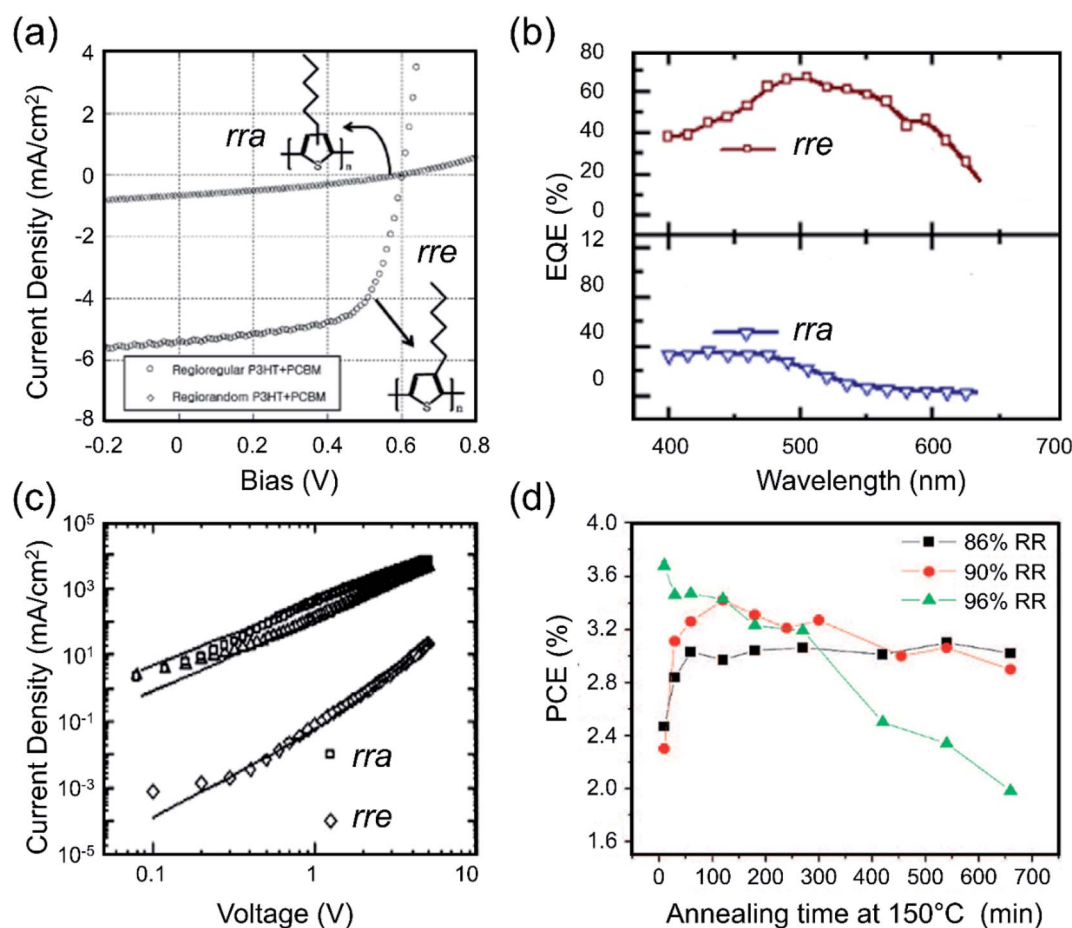 (a)
Current Density (mA/cm²)
4
2
0
-2
-4
-6
-8
-0.2
0
0.2
0.4
0.6
0.8
Bias (V)
rra
S
n
rre
S
n
Regioregular P3HT+PCBM
Regiorandom P3HT+PCBM
(b)
EQE (%)
80
60
40
20
0
12
80
40
0
rre
rra
400
500
600
700
Wavelength (nm)
(c)
Current Density (mA/cm²)
10⁵
10³
10¹
10⁻¹
10⁻³
10⁻⁵
0.1
1
10
Voltage (V)
rra
rre
(d)
PCE (%)
4.0
3.6
3.2
2.8
2.4
2.0
1.6
86% RR
90% RR
96% RR
0
100
200
300
400
500
600
700
Annealing time at 150°C (min)